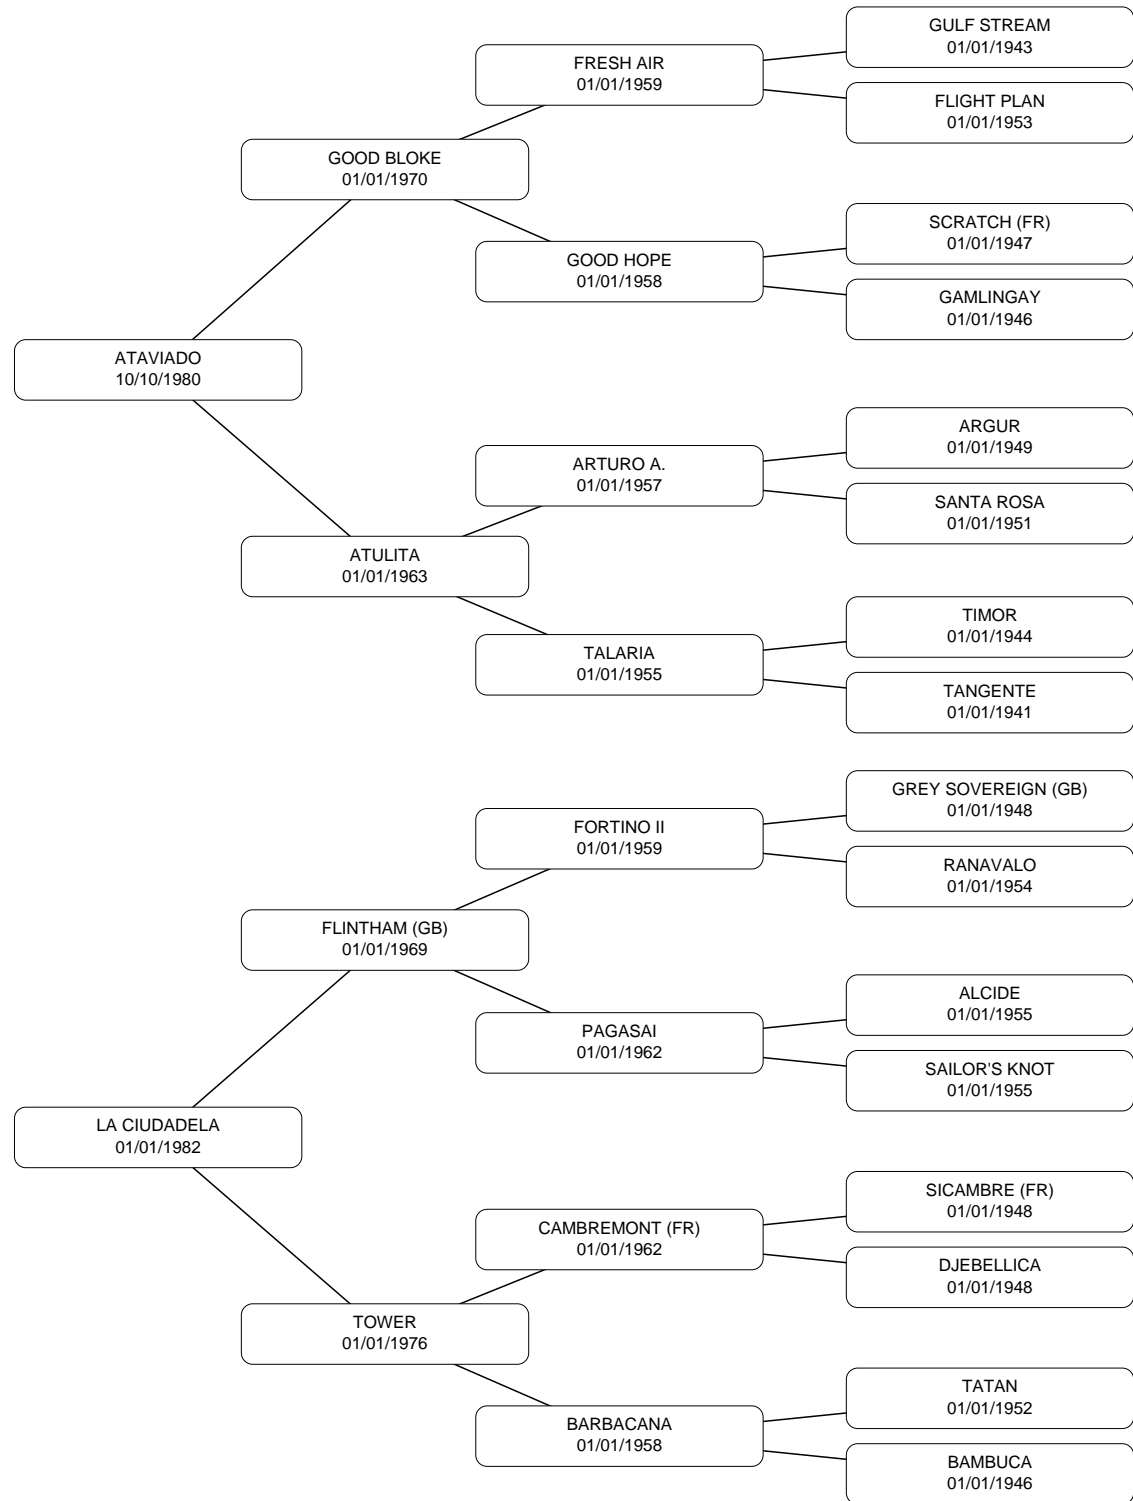 GULF STREAM
01/01/1943
FRESH AIR
01/01/1959
FLIGHT PLAN
01/01/1953
GOOD BLOKE
01/01/1970
SCRATCH (FR)
01/01/1947
GOOD HOPE
01/01/1958
GAMLINGAY
01/01/1946
ATAVIADO
10/10/1980
ARGUR
01/01/1949
ARTURO A.
01/01/1957
SANTA ROSA
01/01/1951
ATULITA
01/01/1963
TIMOR
01/01/1944
TALARIA
01/01/1955
TANGENTE
01/01/1941
GREY SOVEREIGN (GB)
01/01/1948
FORTINO II
01/01/1959
RANAVALO
01/01/1954
FLINTHAM (GB)
01/01/1969
ALCIDE
01/01/1955
PAGASAI
01/01/1962
SAILOR'S KNOT
01/01/1955
LA CIUDADELA
01/01/1982
SICAMBRE (FR)
01/01/1948
CAMBREMONT (FR)
01/01/1962
DJEBELLICA
01/01/1948
TOWER
01/01/1976
TATAN
01/01/1952
BARBACANA
01/01/1958
BAMBUCA
01/01/1946